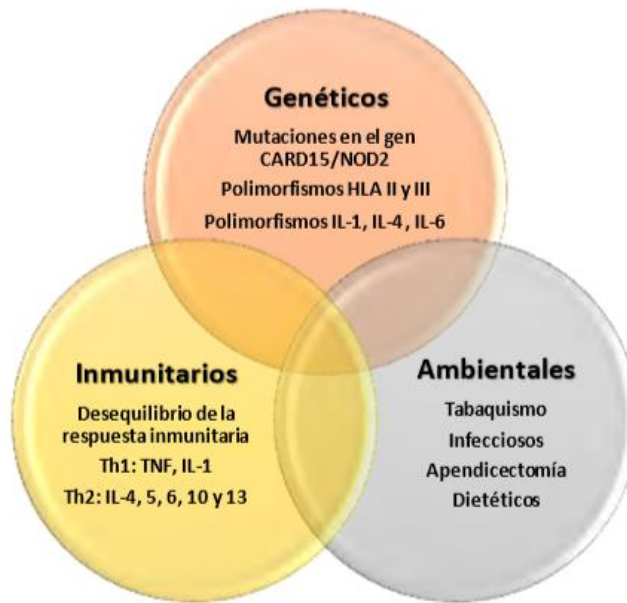 Genéticos
Mutaciones en el gen
CARD15/NOD2
Polimorfismos HLA II y III
Polimorfismos IL-1, IL-4, IL-6
Inmunitarios
Desequilibrio de la
respuesta inmunitaria
Th1: TNF, IL-1
Th2: IL-4, 5, 6, 10 y 13
Ambientales
Tabaquismo
Infecciosos
Apendicectomía
Dietéticos